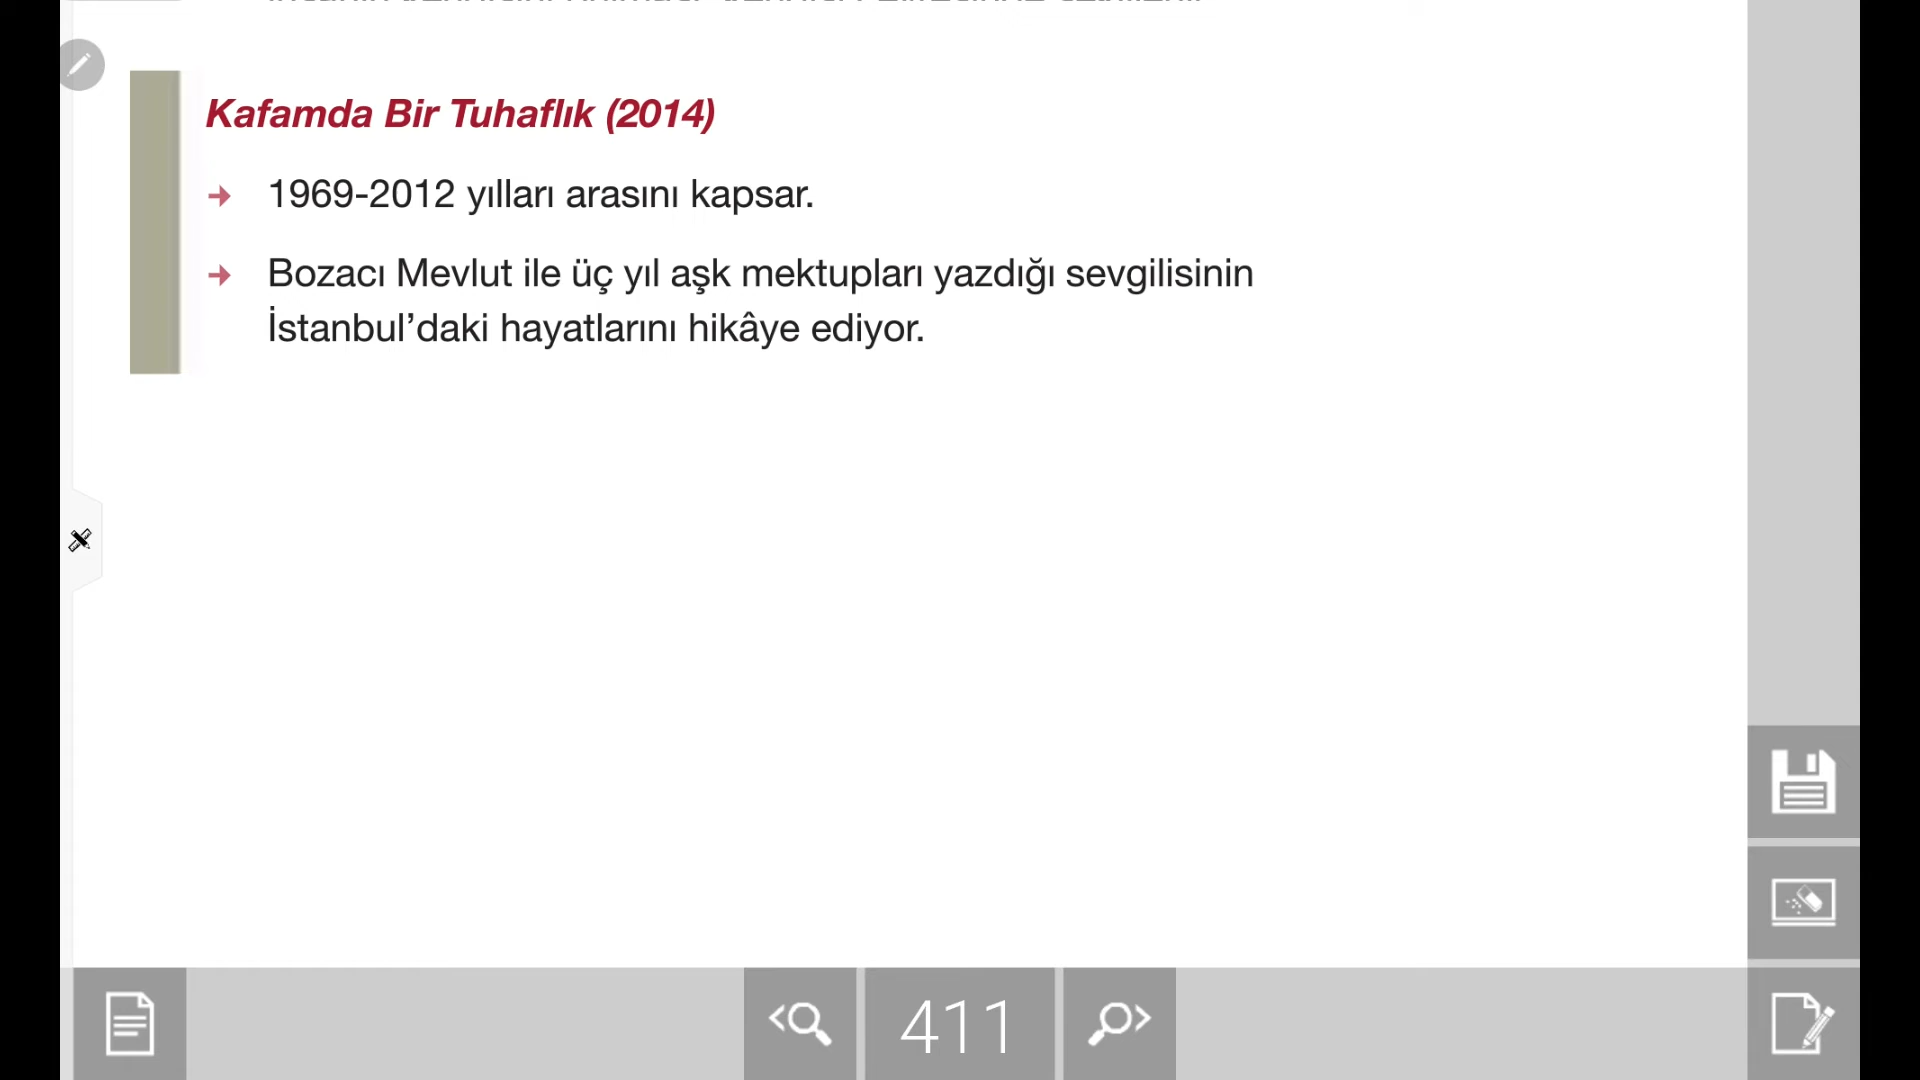 Kafamda Bir Tuhaflık (2014)
→ 1969-2012 yılları arasını kapsar.
→ Bozacı Mevlut ile üç yıl aşk mektupları yazdığı sevgilisinin
İstanbul’daki hayatlarını hikâye ediyor.
411